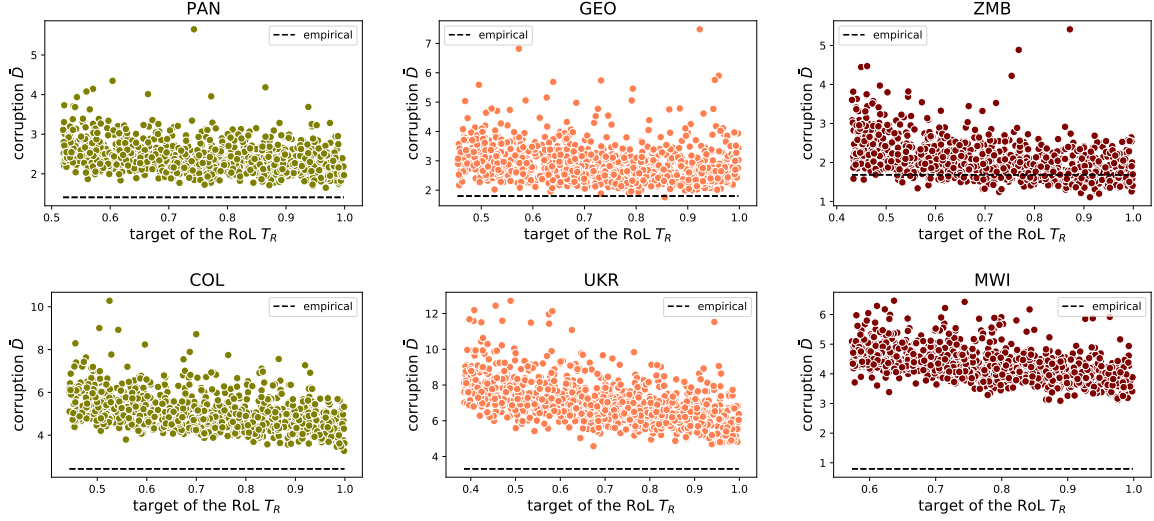 PAN
GEO
ZMB
corruption D̄
5
4
3
2
empirical
0.5 0.6 0.7 0.8 0.9 1.0
target of the RoL T_R
corruption D̄
7
6
5
4
3
2
empirical
0.5 0.6 0.7 0.8 0.9 1.0
target of the RoL T_R
corruption D̄
5
4
3
2
1
empirical
0.4 0.5 0.6 0.7 0.8 0.9 1.0
target of the RoL T_R
COL
UKR
MWI
corruption D̄
10
8
6
4
empirical
0.5 0.6 0.7 0.8 0.9 1.0
target of the RoL T_R
corruption D̄
12
10
8
6
4
empirical
0.4 0.5 0.6 0.7 0.8 0.9 1.0
target of the RoL T_R
corruption D̄
6
5
4
3
2
1
empirical
0.6 0.7 0.8 0.9 1.0
target of the RoL T_R